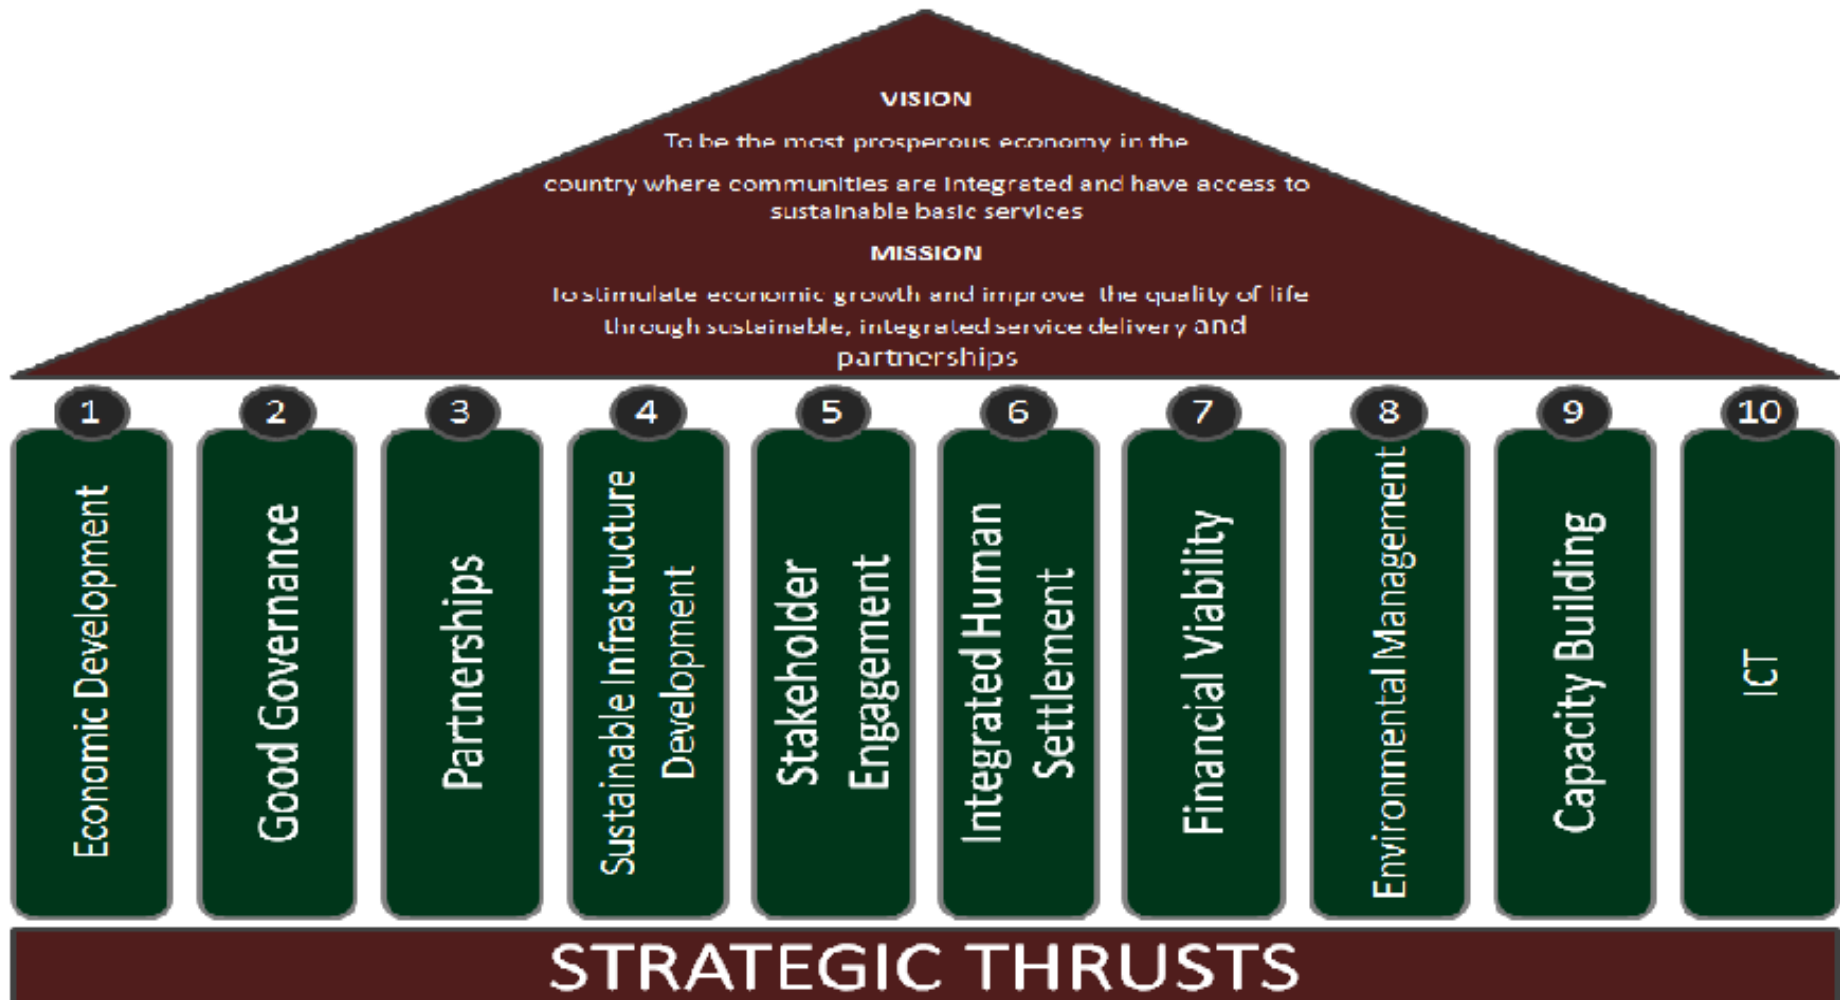 VISION
To be the most prosperous economy in the
country where communities are integrated and have access to
sustainable basic services
MISSION
To stimulate economic growth and improve the quality of life
through sustainable, integrated service delivery and
partnerships
1
Economic Development
2
Good Governance
3
Partnerships
4
Sustainable Infrastructure
Development
5
Stakeholder
Engagement
6
Integrated Human
Settlement
7
Financial Viability
8
Environmental Management
9
Capacity Building
10
ICT
STRATEGIC THRUSTS